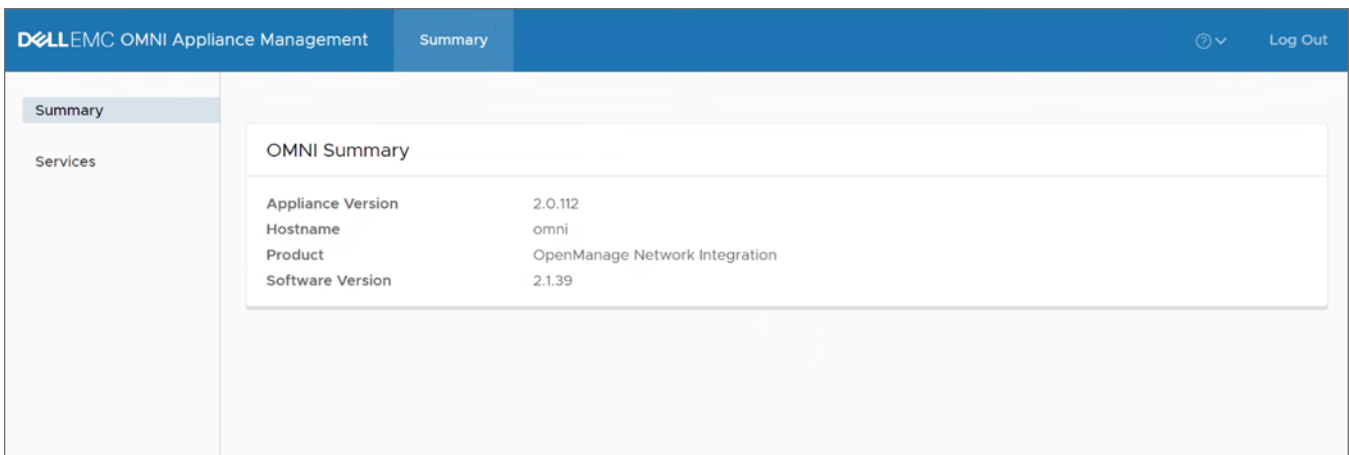 DELLEMC OMNI Appliance Management Summary ? Log Out
Summary
Services
OMNI Summary
Appliance Version 2.0.112
Hostname omni
Product OpenManage Network Integration
Software Version 2.1.39